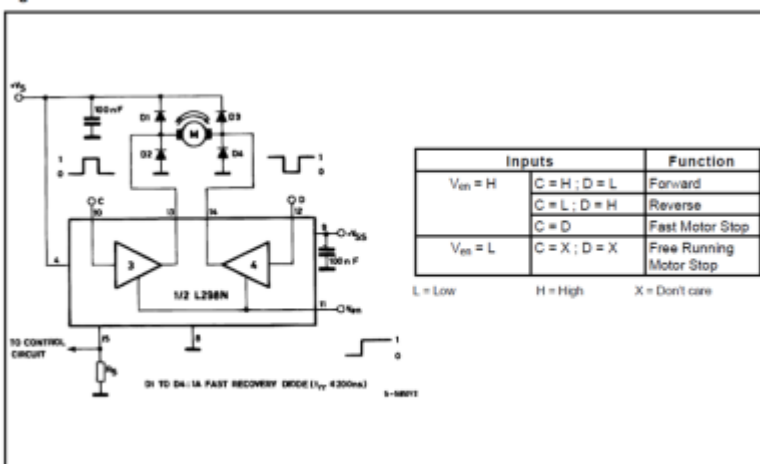 +Vs
100nF
D1
D3
M
D2
D4
1
0
1
0
C
D
10
13
14
12
9
+Vss
100nF
4
3
4
1/2 L298N
11
Ven
15
8
TO CONTROL
CIRCUIT
Rs
1
0
D1 TO D4: 1A FAST RECOVERY DIODE (trr ≤200ns)
Inputs Function
Ven = H C = H ; D = L Forward
C = L ; D = H Reverse
C = D Fast Motor Stop
Ven = L C = X ; D = X Free Running
Motor Stop
L = Low H = High X = Don't care